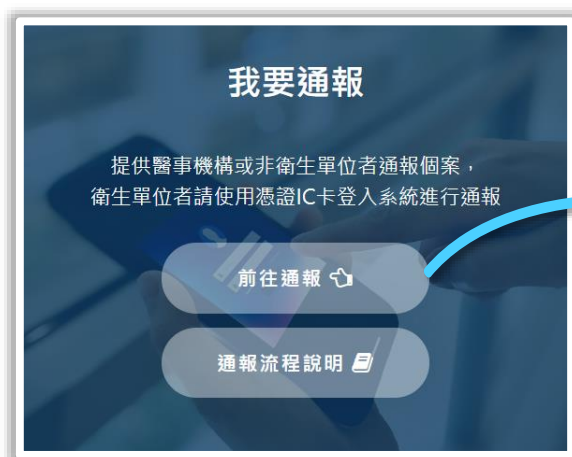 我要通報
提供醫事機構或非衛生單位者通報個案，
衛生單位者請使用憑證IC卡登入系統進行通報
前往通報
通報流程說明